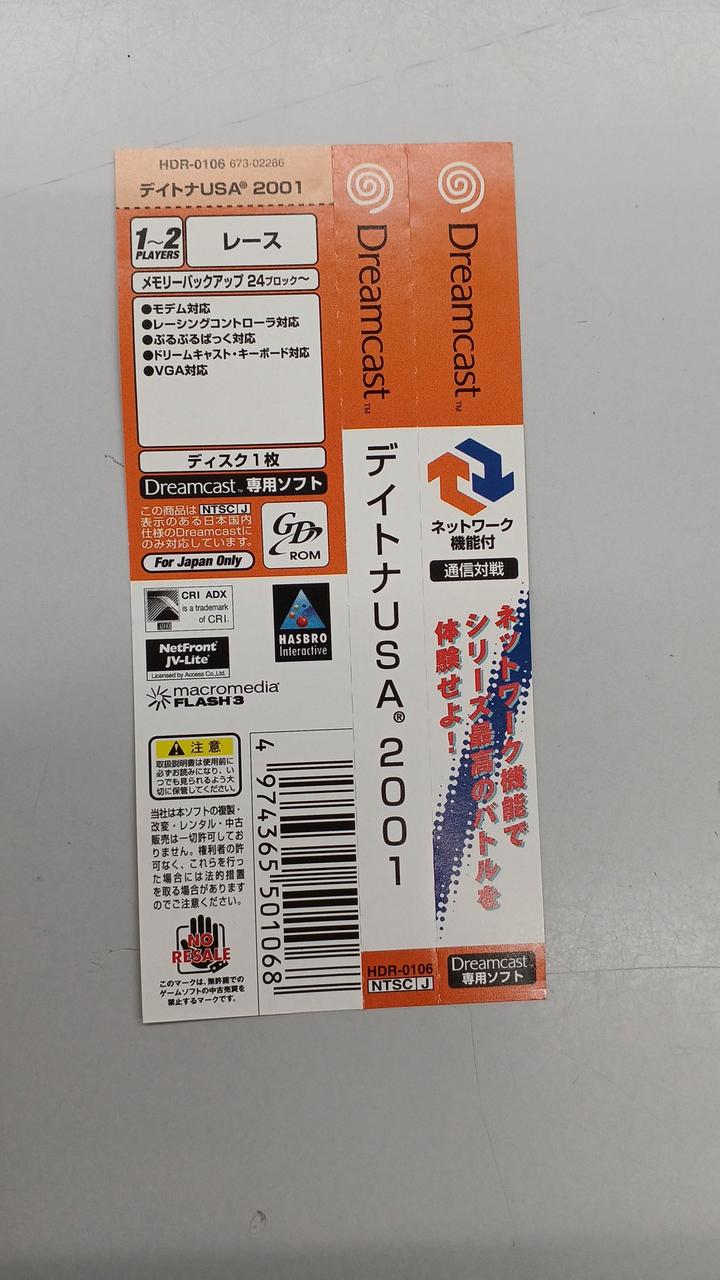 HDR-0106 673-02286
デイトナUSA® 2001
1~2
PLAYERS
レース
メモリーバックアップ 24ブロック〜
●モデム対応
●レーシングコントローラ対応
●ぷるぷるぱっく対応
●ドリームキャスト・キーボード対応
●VGA対応
ディスク1枚
Dreamcast™ 専用ソフト
この商品は NTSC J
表示のある日本国内
仕様のDreamcastに
のみ対応しています。
For Japan Only
GD
ROM
CRI ADX
is a trademark
of CRI.
ADX
NetFront®
JV-Lite®
Licensed by Access Co.,Ltd.
macromedia®
FLASH 3
HASBRO
Interactive
注意
取扱説明書は使用前に
必ずお読みになり、い
つでも見られるよう大
切に保管してください。
当社は本ソフトの複製・
改変・レンタル・中古
販売は一切許可してお
りません。権利者の許
可なく、これらを行っ
た場合には法的措置
を取る場合があります
のでご注意ください。
NO
RESALE
このマークは、無許諾での
ゲームソフトの中古売買を
禁止するマークです。
4 974365 501068
Dreamcast™
デイトナUSA® 2001
HDR-0106
NTSC J
Dreamcast™
ネットワーク
機能付
通信対戦
ネットワーク機能で
シリーズ最高のバトルを
体験せよ!
Dreamcast™
専用ソフト